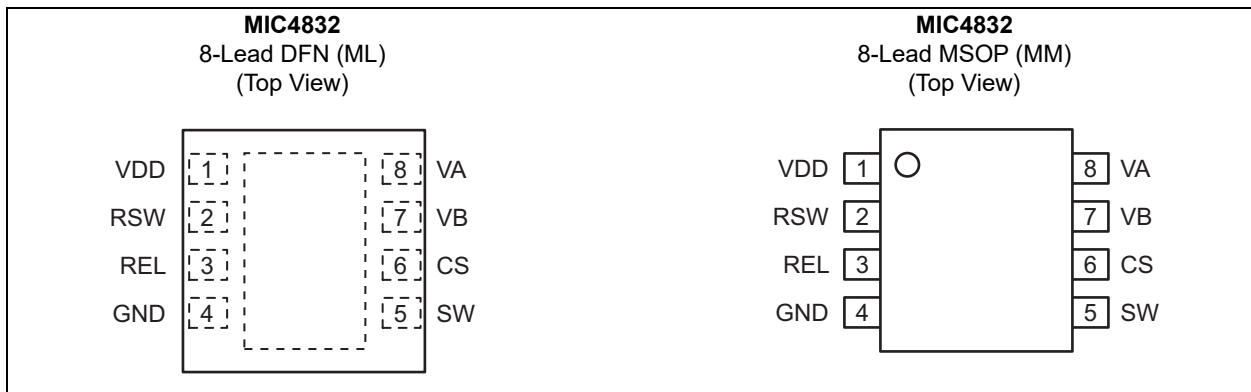 MIC4832
8-Lead DFN (ML)
(Top View)
VDD 1 8 VA
RSW 2 7 VB
REL 3 6 CS
GND 4 5 SW
MIC4832
8-Lead MSOP (MM)
(Top View)
VDD 1 8 VA
RSW 2 7 VB
REL 3 6 CS
GND 4 5 SW